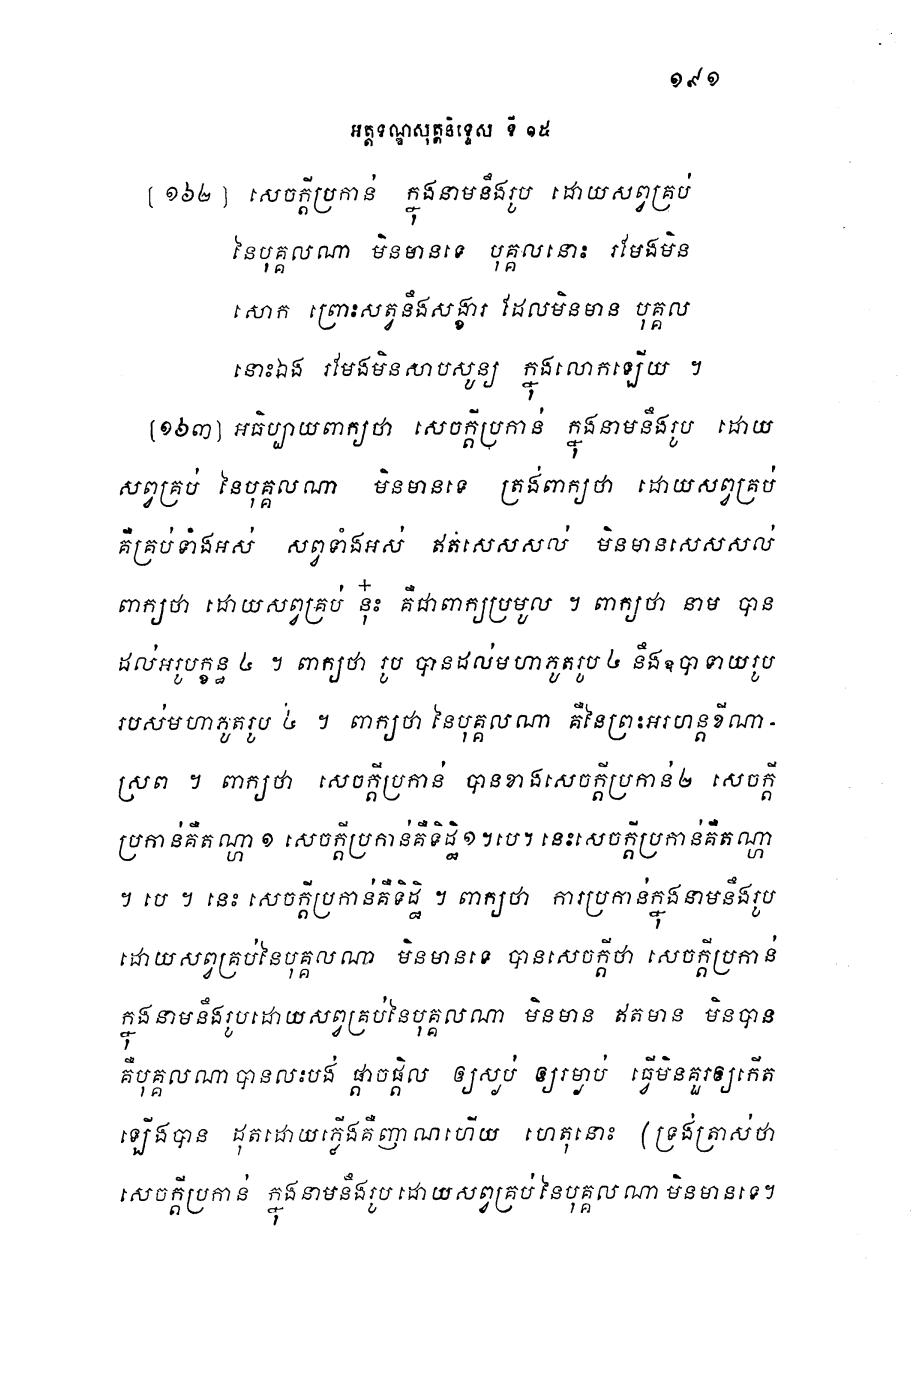 ១៩១
អត្តទណ្ឌសុត្តនិទ្ទេស ទី ១៥
[ ១៦២ ] សេចក្តីប្រកាន់ ក្នុងនាមនឹងរូប ដោយសព្វគ្រប់
នៃបុគ្គលណា មិនមានទេ បុគ្គលនោះ រមែងមិន
សោក ព្រោះសត្វនឹងសង្ខារ ដែលមិនមាន បុគ្គល
នោះឯង រមែងមិនសាបសូន្យ ក្នុងលោកឡើយ ។
[១៦៣] អធិប្បាយពាក្យថា សេចក្តីប្រកាន់ ក្នុងនាមនឹងរូប ដោយ
សព្វគ្រប់ នៃបុគ្គលណា មិនមានទេ ត្រង់ពាក្យថា ដោយសព្វគ្រប់
គឺគ្រប់ទាំងអស់ សព្វទាំងអស់ ឥតសេសសល់ មិនមានសេសសល់
ពាក្យថា ដោយសព្វគ្រប់ នុ៎ះ គឺជាពាក្យប្រមូល ។ ពាក្យថា នាម បាន
ដល់អរូបក្ខន្ធ ៤ ។ ពាក្យថា រូប បានដល់មហាភូតរូប ៤ នឹងឧបាទាយរូប
របស់មហាភូតរូប ៤ ។ ពាក្យថា នៃបុគ្គលណា គឺនៃព្រះអរហន្តខីណា-
ស្រព ។ ពាក្យថា សេចក្តីប្រកាន់ បានខាងសេចក្តីប្រកាន់ ២ សេចក្តី
ប្រកាន់គឺតណ្ហា ១ សេចក្តីប្រកាន់គឺទិដ្ឋិ ១ ។បេ។ នេះសេចក្តីប្រកាន់គឺតណ្ហា
។ បេ ។ នេះ សេចក្តីប្រកាន់គឺទិដ្ឋិ ។ ពាក្យថា ការប្រកាន់ក្នុងនាមនឹងរូប
ដោយសព្វគ្រប់នៃបុគ្គលណា មិនមានទេ បានសេចក្តីថា សេចក្តីប្រកាន់
ក្នុងនាមនឹងរូបដោយសព្វគ្រប់នៃបុគ្គលណា មិនមាន ឥតមាន មិនបាន
គឺបុគ្គលណាបានលះបង់ ផ្តាច់ផ្តិល ឲ្យស្ងប់ ឲ្យរម្ងាប់ ធ្វើមិនគួរឲ្យកើត
ឡើងបាន ដុតដោយភ្លើងគឺញាណហើយ ហេតុនោះ (ទ្រង់ត្រាស់ថា
សេចក្តីប្រកាន់ ក្នុងនាមនឹងរូបដោយសព្វគ្រប់នៃបុគ្គលណា មិនមានទេ។